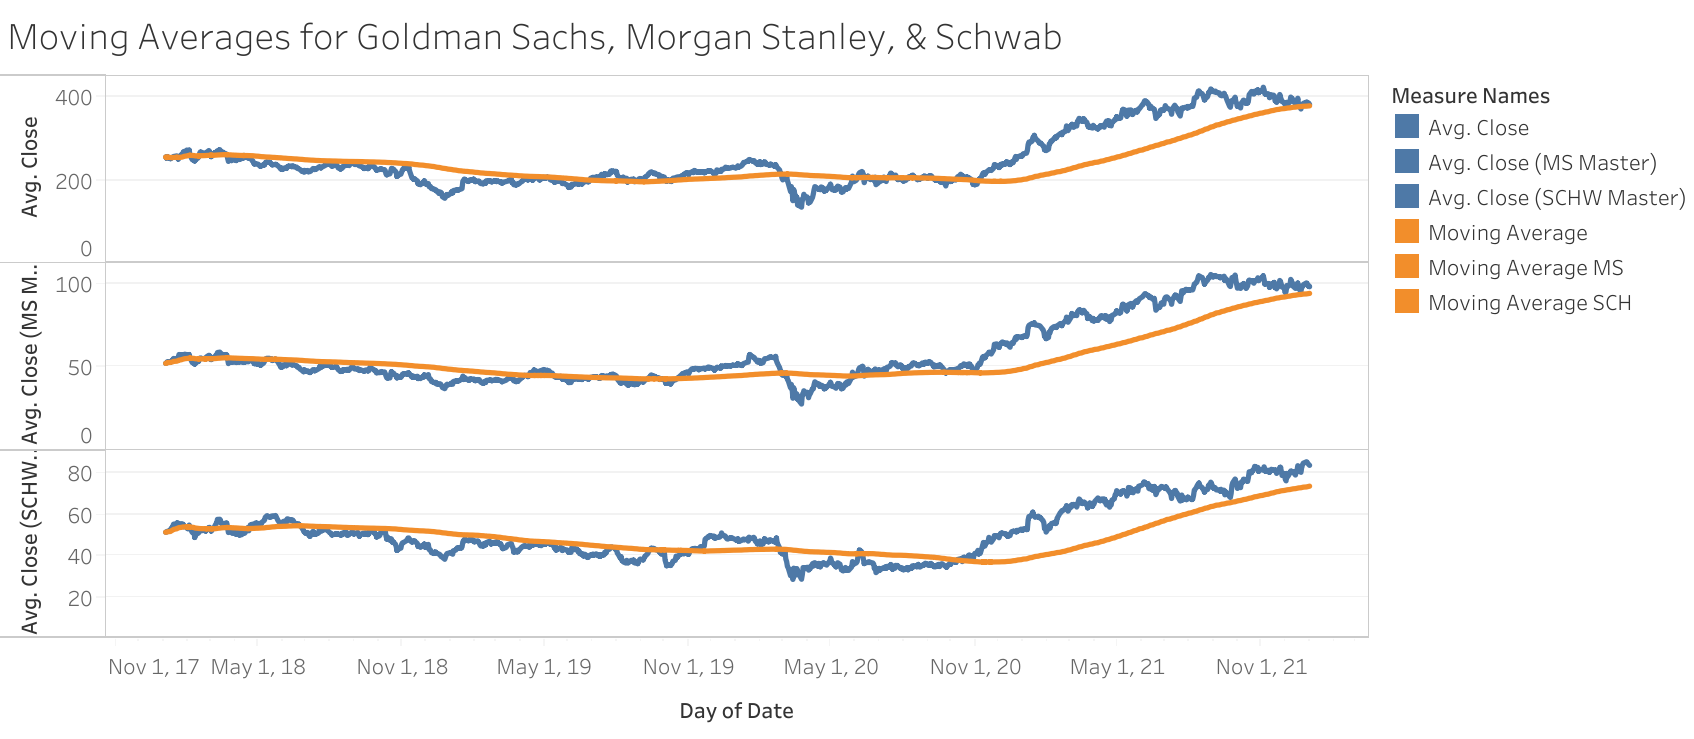 Moving Averages for Goldman Sachs, Morgan Stanley, & Schwab
Avg. Close
400
200
0
Avg. Close (MS M..
100
50
0
Avg. Close (SCHW..
80
60
40
20
Nov 1, 17 May 1, 18 Nov 1, 18 May 1, 19 Nov 1, 19 May 1, 20 Nov 1, 20 May 1, 21 Nov 1, 21
Day of Date
Measure Names
Avg. Close
Avg. Close (MS Master)
Avg. Close (SCHW Master)
Moving Average
Moving Average MS
Moving Average SCH